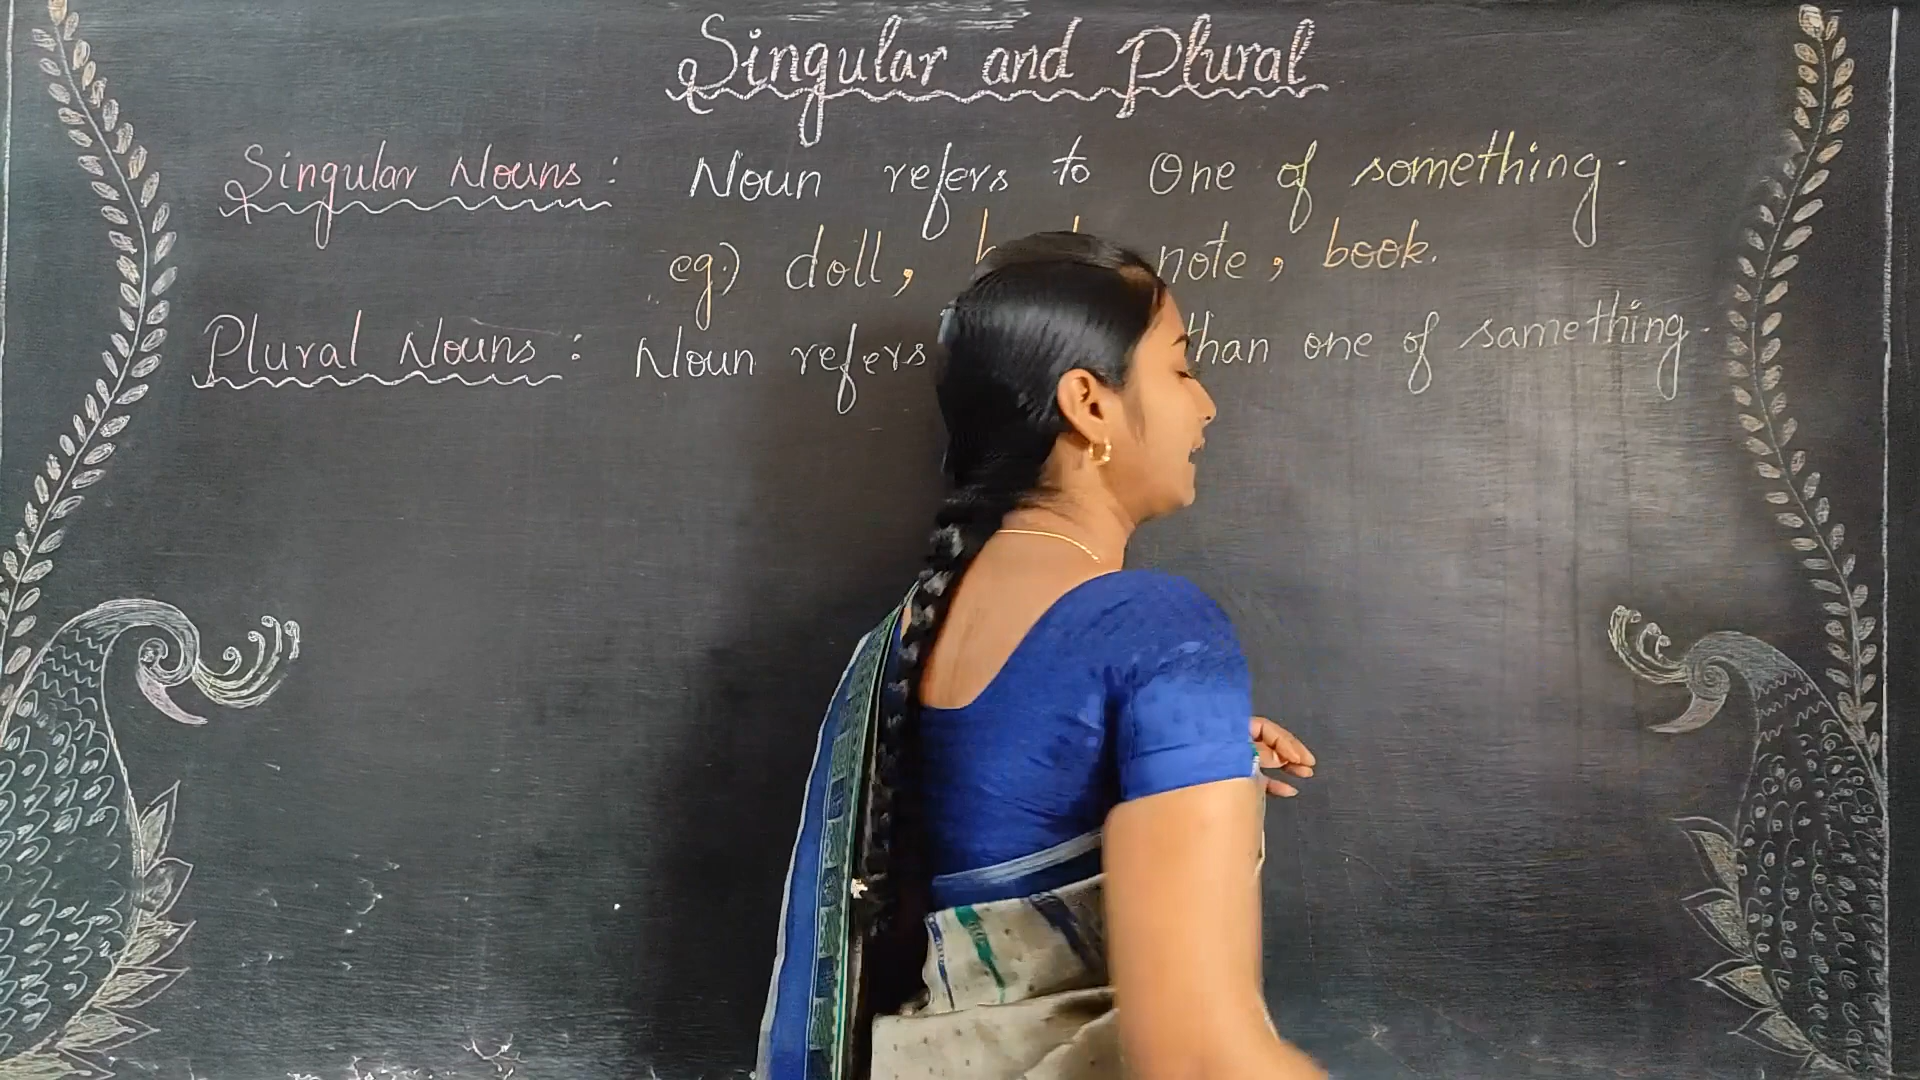 Singular and Plural
Singular Nouns : Noun refers to One of something.
eg.) doll, note, book.
Plural Nouns : Noun refers than one of samething.